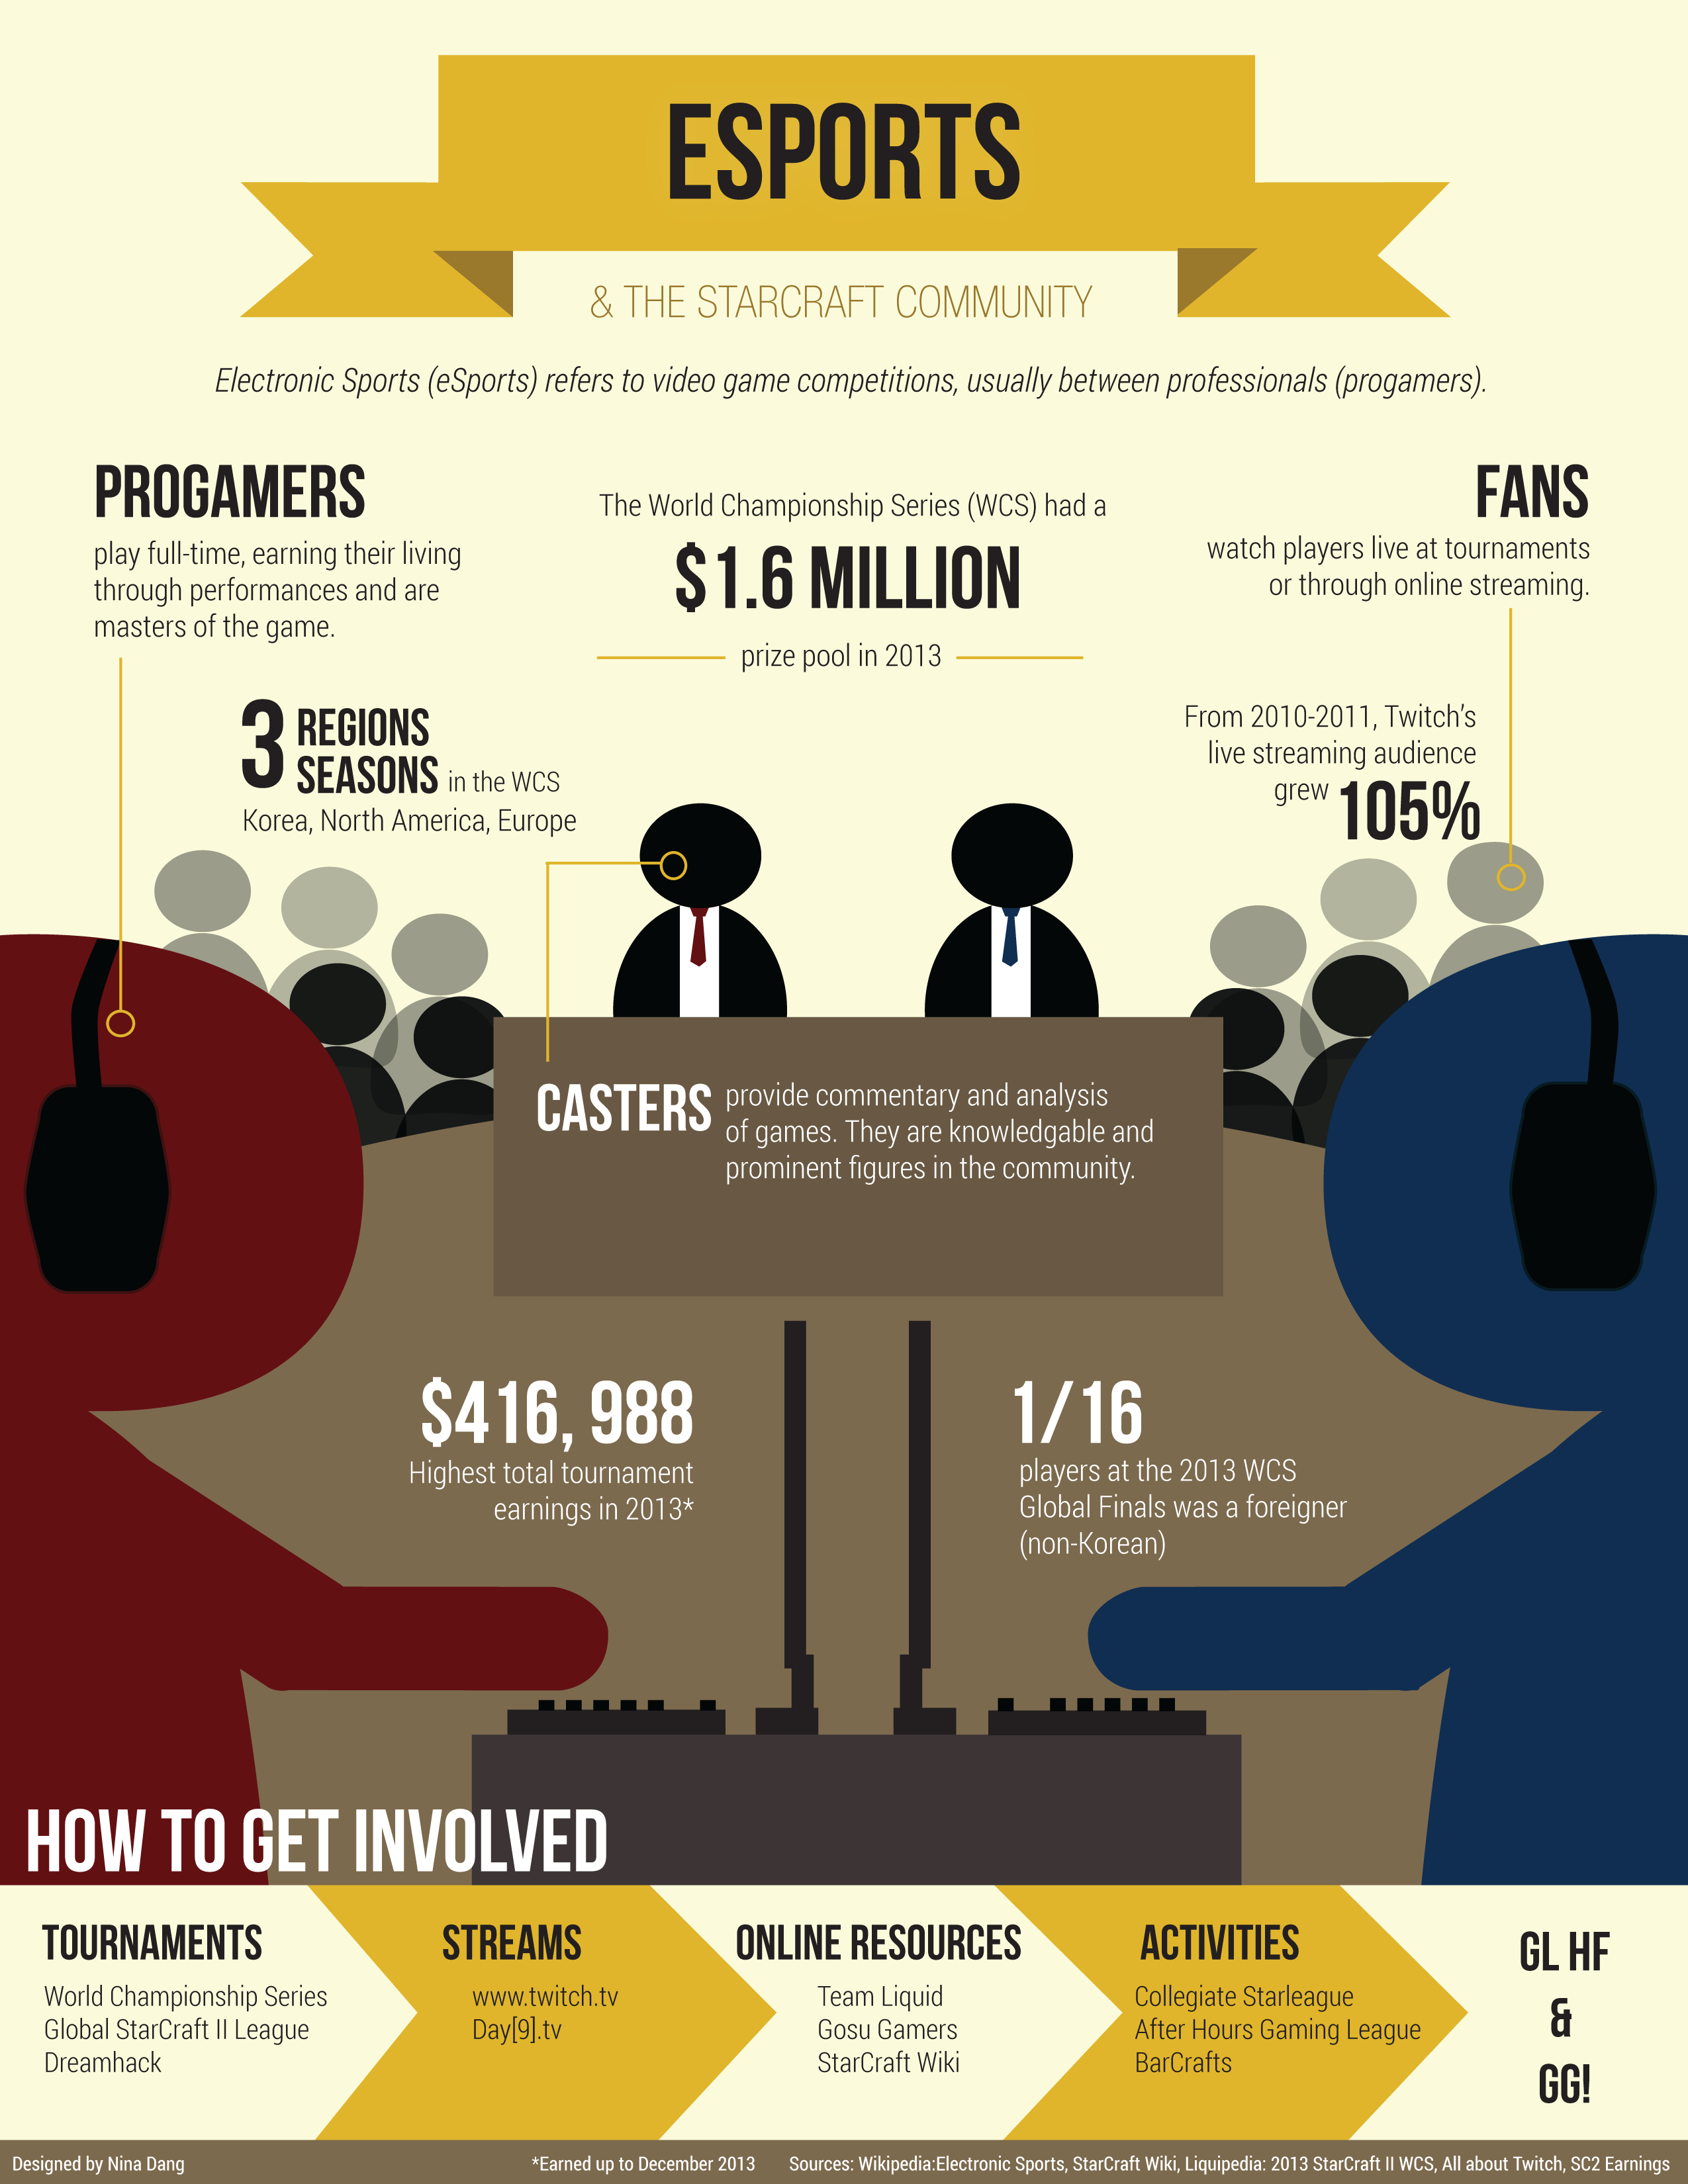 ESPORTS
& THE STARCRAFT COMMUNITY
Electronic Sports (eSports) refers to video game competitions, usually between professionals (progamers).
PROGAMERS
play full-time, earning their living
through performances and are
masters of the game.
The World Championship Series (WCS) had a
$1.6 MILLION
prize pool in 2013
FANS
watch players live at tournaments
or through online streaming.
3 REGIONS
SEASONS in the WCS
Korea, North America, Europe
From 2010-2011, Twitch's
live streaming audience
grew 105%
CASTERS provide commentary and analysis
of games. They are knowledgable and
prominent figures in the community.
$416, 988
Highest total tournament
earnings in 2013*
1/16
players at the 2013 WCS
Global Finals was a foreigner
(non-Korean)
HOW TO GET INVOLVED
TOURNAMENTS
World Championship Series
Global StarCraft II League
Dreamhack
STREAMS
www.twitch.tv
Day[9].tv
ONLINE RESOURCES
Team Liquid
Gosu Gamers
StarCraft Wiki
ACTIVITIES
Collegiate Starleague
After Hours Gaming League
BarCrafts
GL HF
&
GG!
Designed by Nina Dang
*Earned up to December 2013
Sources: Wikipedia:Electronic Sports, StarCraft Wiki, Liquipedia: 2013 StarCraft II WCS, All about Twitch, SC2 Earnings